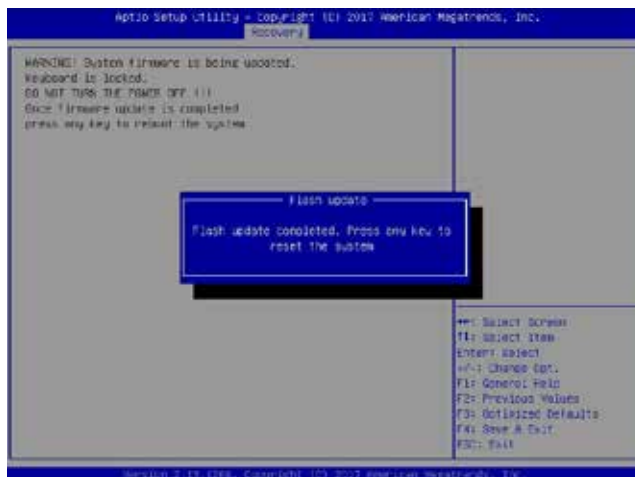 Aptio Setup Utility - Copyright (C) 2017 American Megatrends, Inc.
Recovery
WARNING! System firmware is being updated.
Keyboard is locked.
DO NOT TURN THE POWER OFF !!!
Once firmware update is completed
press any key to reboot the system
Flash update
Flash update completed. Press any key to
reset the system
: Select Screen
: Select Item
Enter: Select
+/-: Change Opt.
F1: General Help
F2: Previous Values
F3: Optimized Defaults
F4: Save & Exit
ESC: Exit
Version Copyright (C) 2017 American Megatrends, Inc.